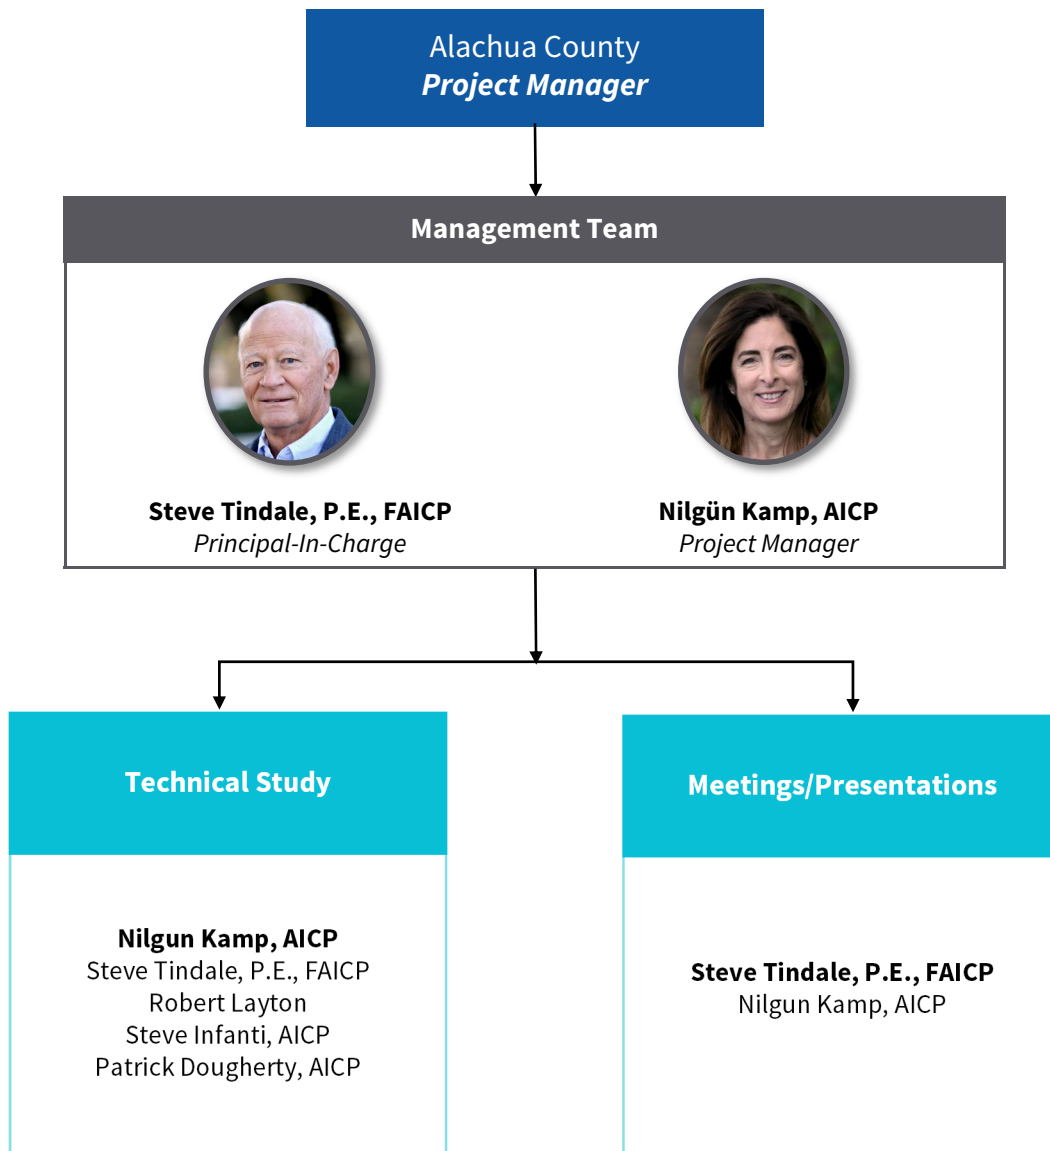 Alachua County
Project Manager
Management Team
Steve Tindale, P.E., FAICP
Principal-In-Charge
Nilgün Kamp, AICP
Project Manager
Technical Study
Nilgun Kamp, AICP
Steve Tindale, P.E., FAICP
Robert Layton
Steve Infanti, AICP
Patrick Dougherty, AICP
Meetings/Presentations
Steve Tindale, P.E., FAICP
Nilgun Kamp, AICP